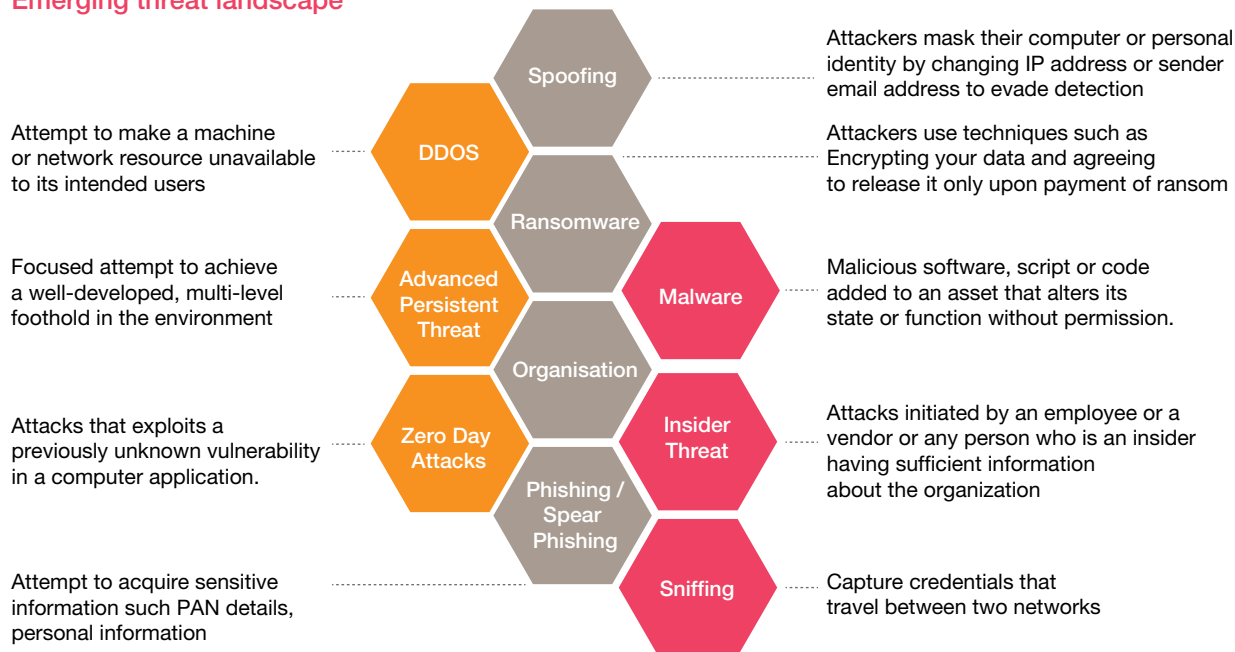 Emerging threat landscape
Spoofing
Attackers mask their computer or personal
identity by changing IP address or sender
email address to evade detection
Attempt to make a machine
or network resource unavailable
to its intended users
DDOS
Attackers use techniques such as
Encrypting your data and agreeing
to release it only upon payment of ransom
Ransomware
Focused attempt to achieve
a well-developed, multi-level
foothold in the environment
Advanced
Persistent
Threat
Malware
Malicious software, script or code
added to an asset that alters its
state or function without permission.
Organisation
Attacks that exploits a
previously unknown vulnerability
in a computer application.
Zero Day
Attacks
Insider
Threat
Attacks initiated by an employee or a
vendor or any person who is an insider
having sufficient information
about the organization
Phishing /
Spear
Phishing
Attempt to acquire sensitive
information such PAN details,
personal information
Sniffing
Capture credentials that
travel between two networks